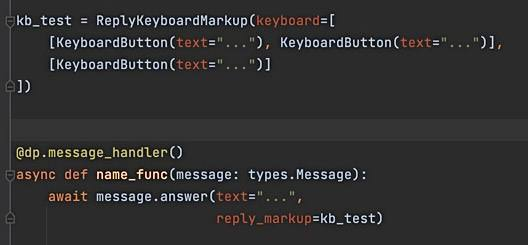 kb_test = ReplyKeyboardMarkup(keyboard=[
    [KeyboardButton(text="..."), KeyboardButton(text="...")],
    [KeyboardButton(text="...")]
])
@dp.message_handler()
async def name_func(message: types.Message):
    await message.answer(text="...",
                         reply_markup=kb_test)